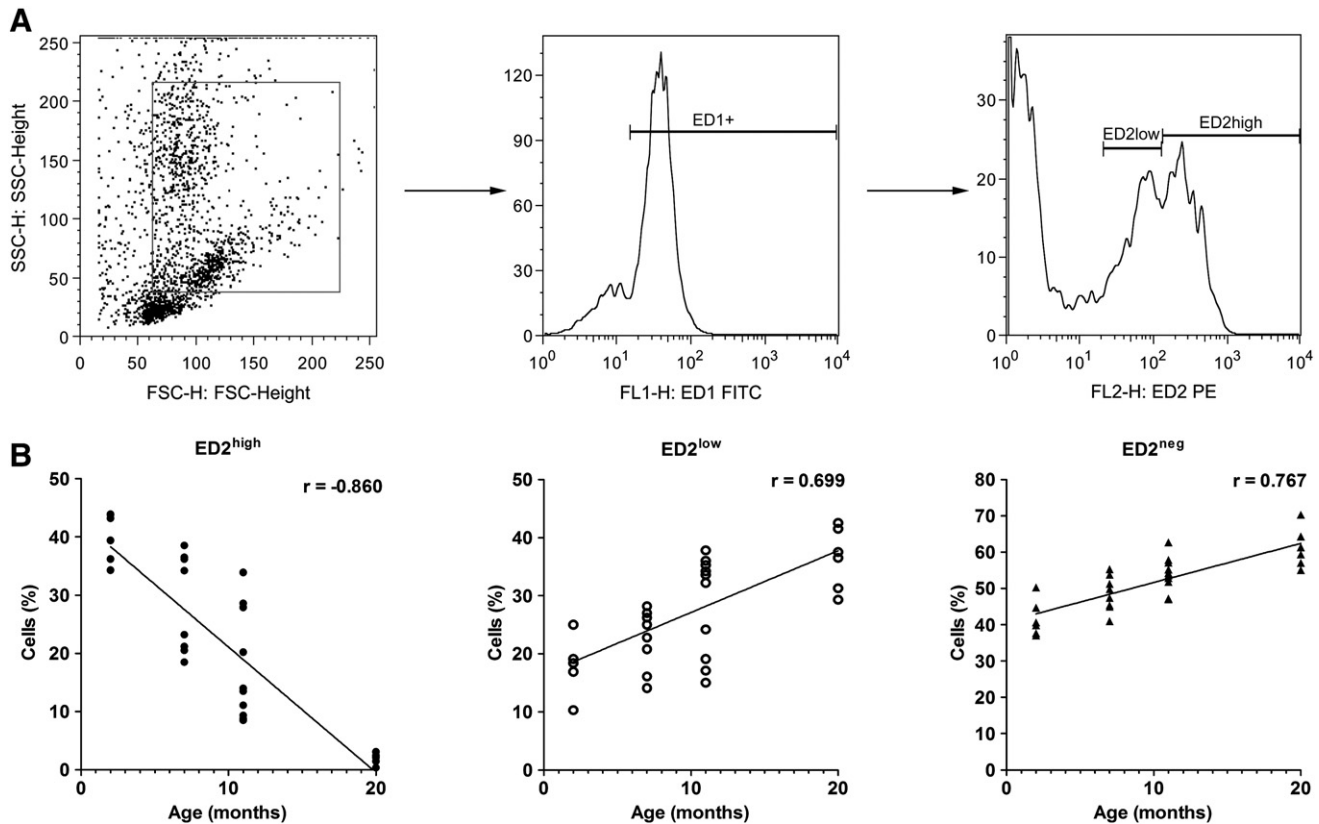 A
SSC-H: SSC-Height
250
200
150
100
50
0
0 50 100 150 200 250
FSC-H: FSC-Height
ED1+
120
90
60
30
0
10^0 10^1 10^2 10^3 10^4
FL1-H: ED1 FITC
ED2low
ED2high
30
20
10
0
10^0 10^1 10^2 10^3 10^4
FL2-H: ED2 PE
B
ED2^high
r = -0.860
Cells (%)
50
40
30
20
10
0
0 10 20
Age (months)
ED2^low
r = 0.699
Cells (%)
50
40
30
20
10
0
0 10 20
Age (months)
ED2^neg
r = 0.767
Cells (%)
80
70
60
50
40
30
20
10
0
0 10 20
Age (months)